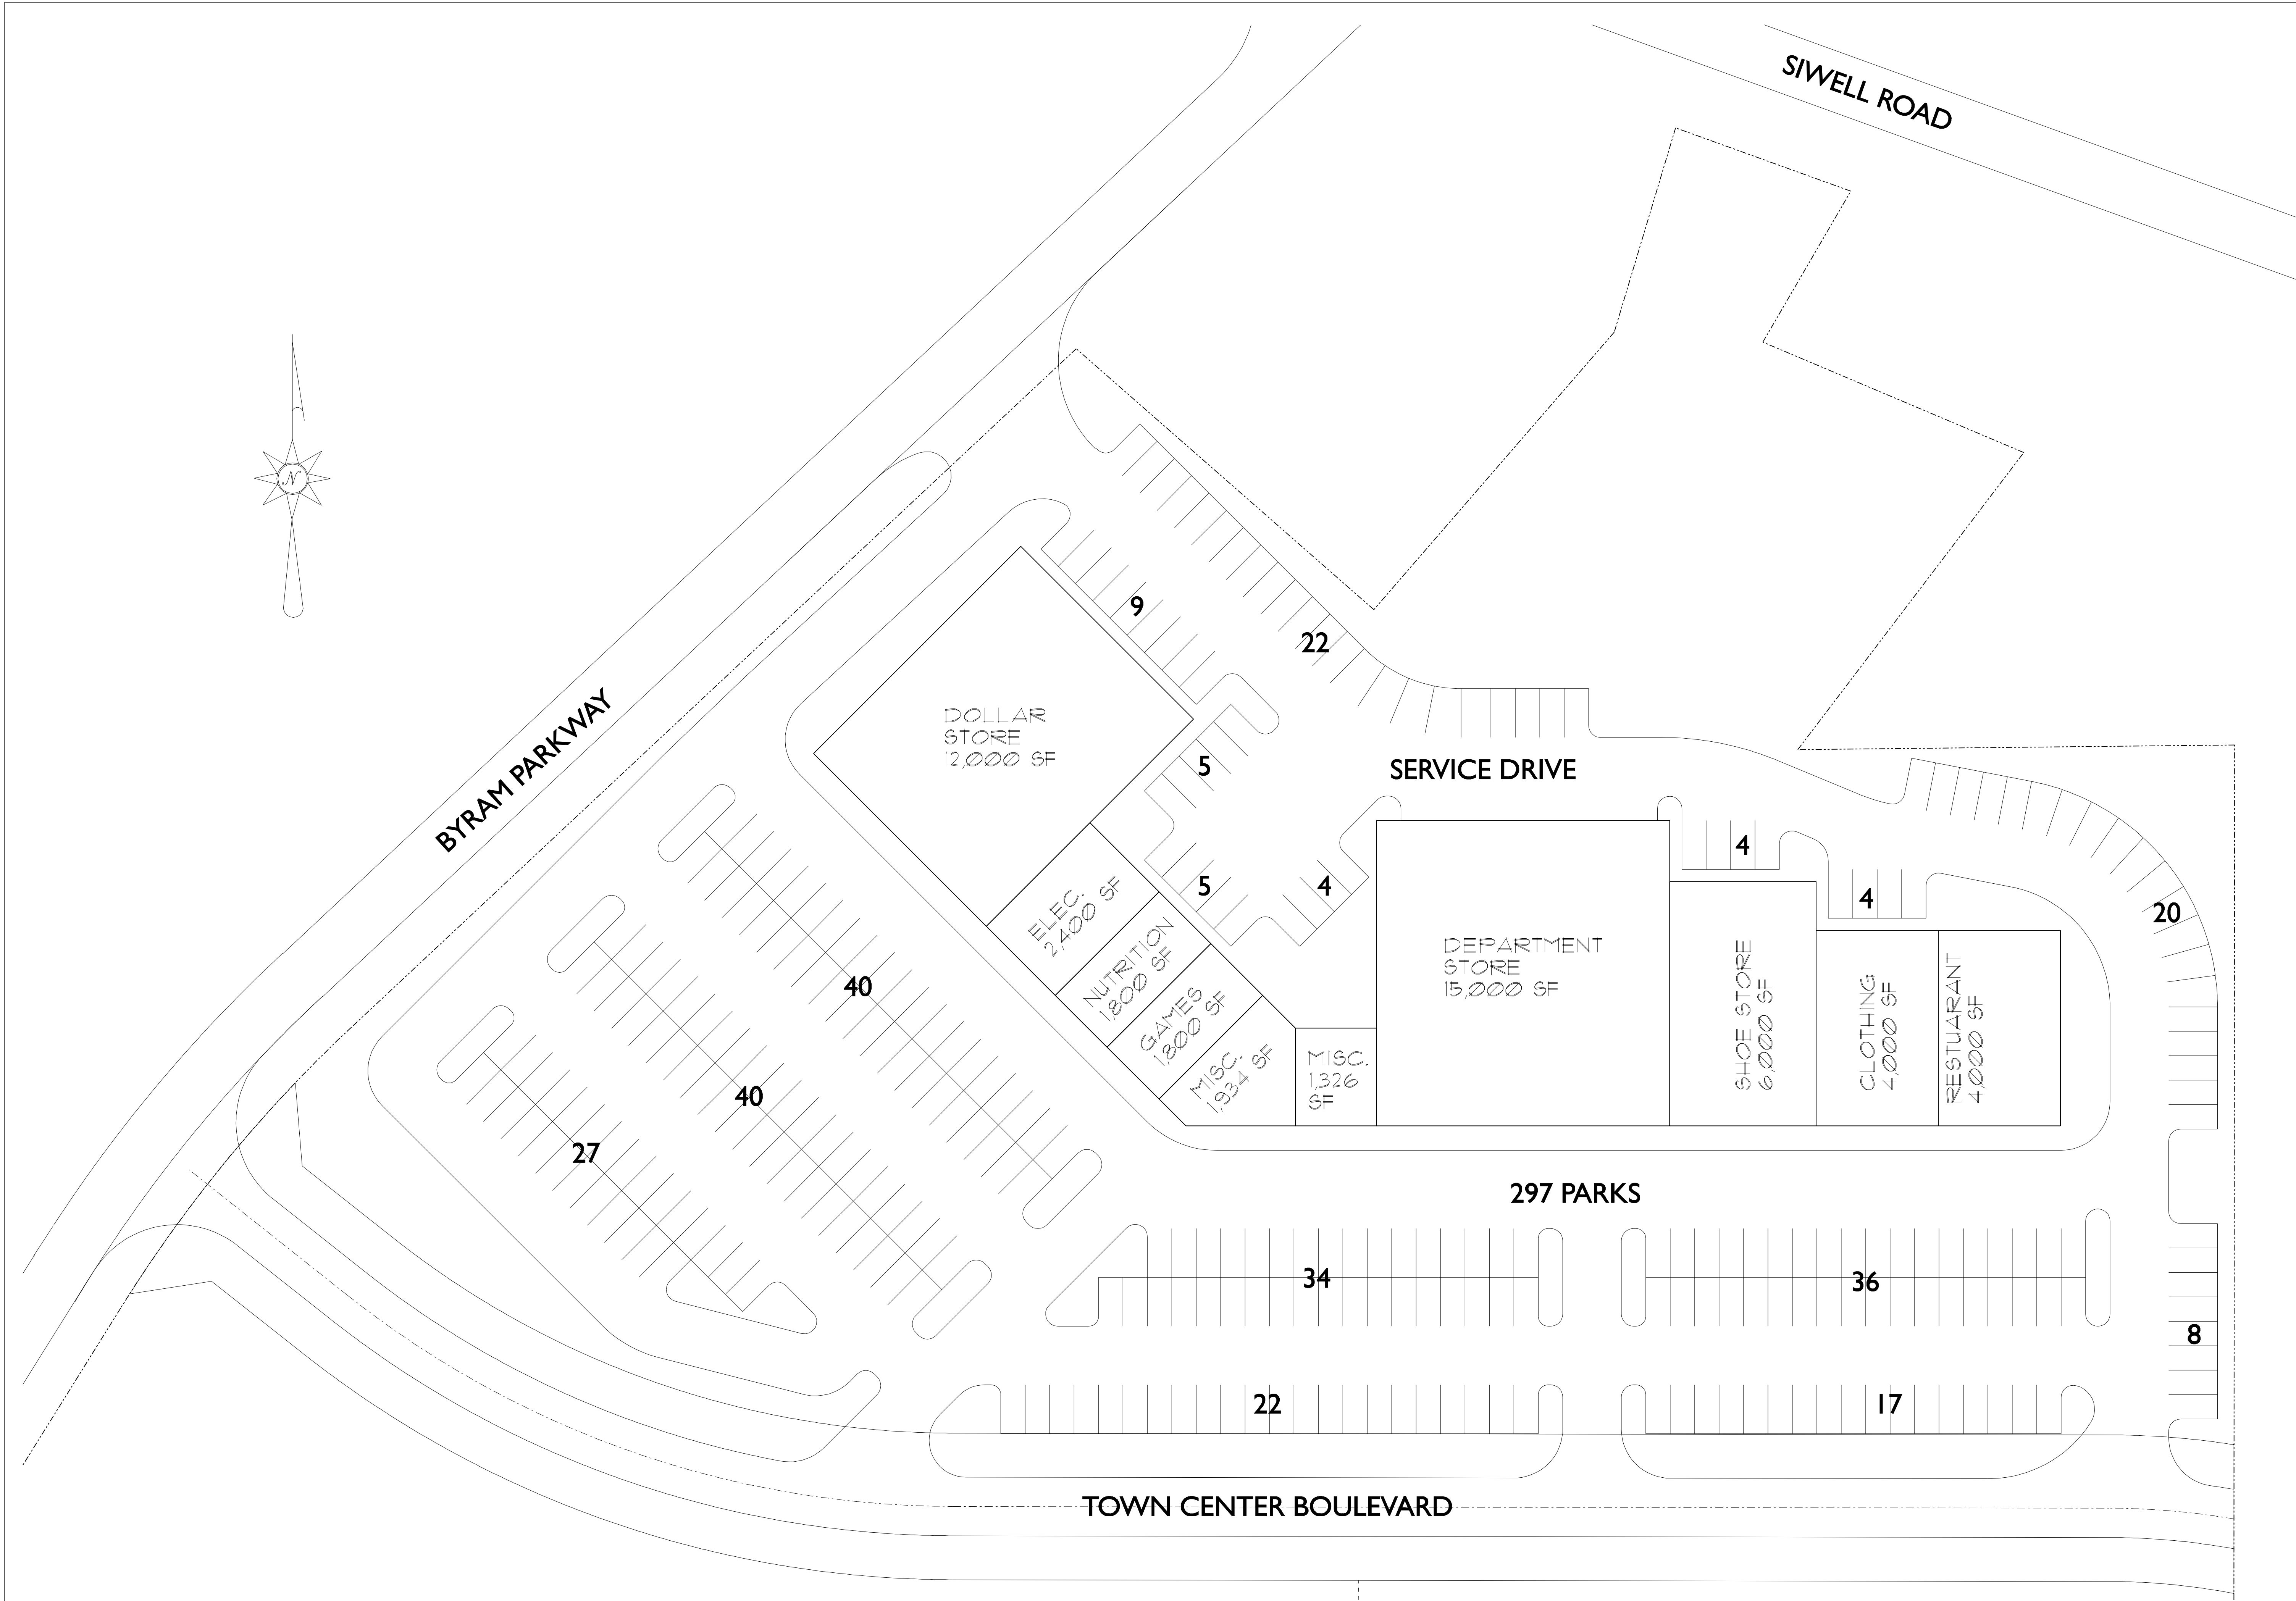 SIWELL ROAD
N
BYRAM PARKWAY
9
22
DOLLAR
STORE
12,000 SF
5
SERVICE DRIVE
5
4
4
4
20
ELEC.
2,400 SF
NUTRITION
1,800 SF
GAMES
1,800 SF
MISC.
1,934 SF
MISC.
1,326
SF
DEPARTMENT
STORE
15,000 SF
SHOE STORE
6,000 SF
CLOTHING
4,000 SF
RESTUARANT
4,000 SF
40
40
27
297 PARKS
34
36
8
22
17
TOWN CENTER BOULEVARD